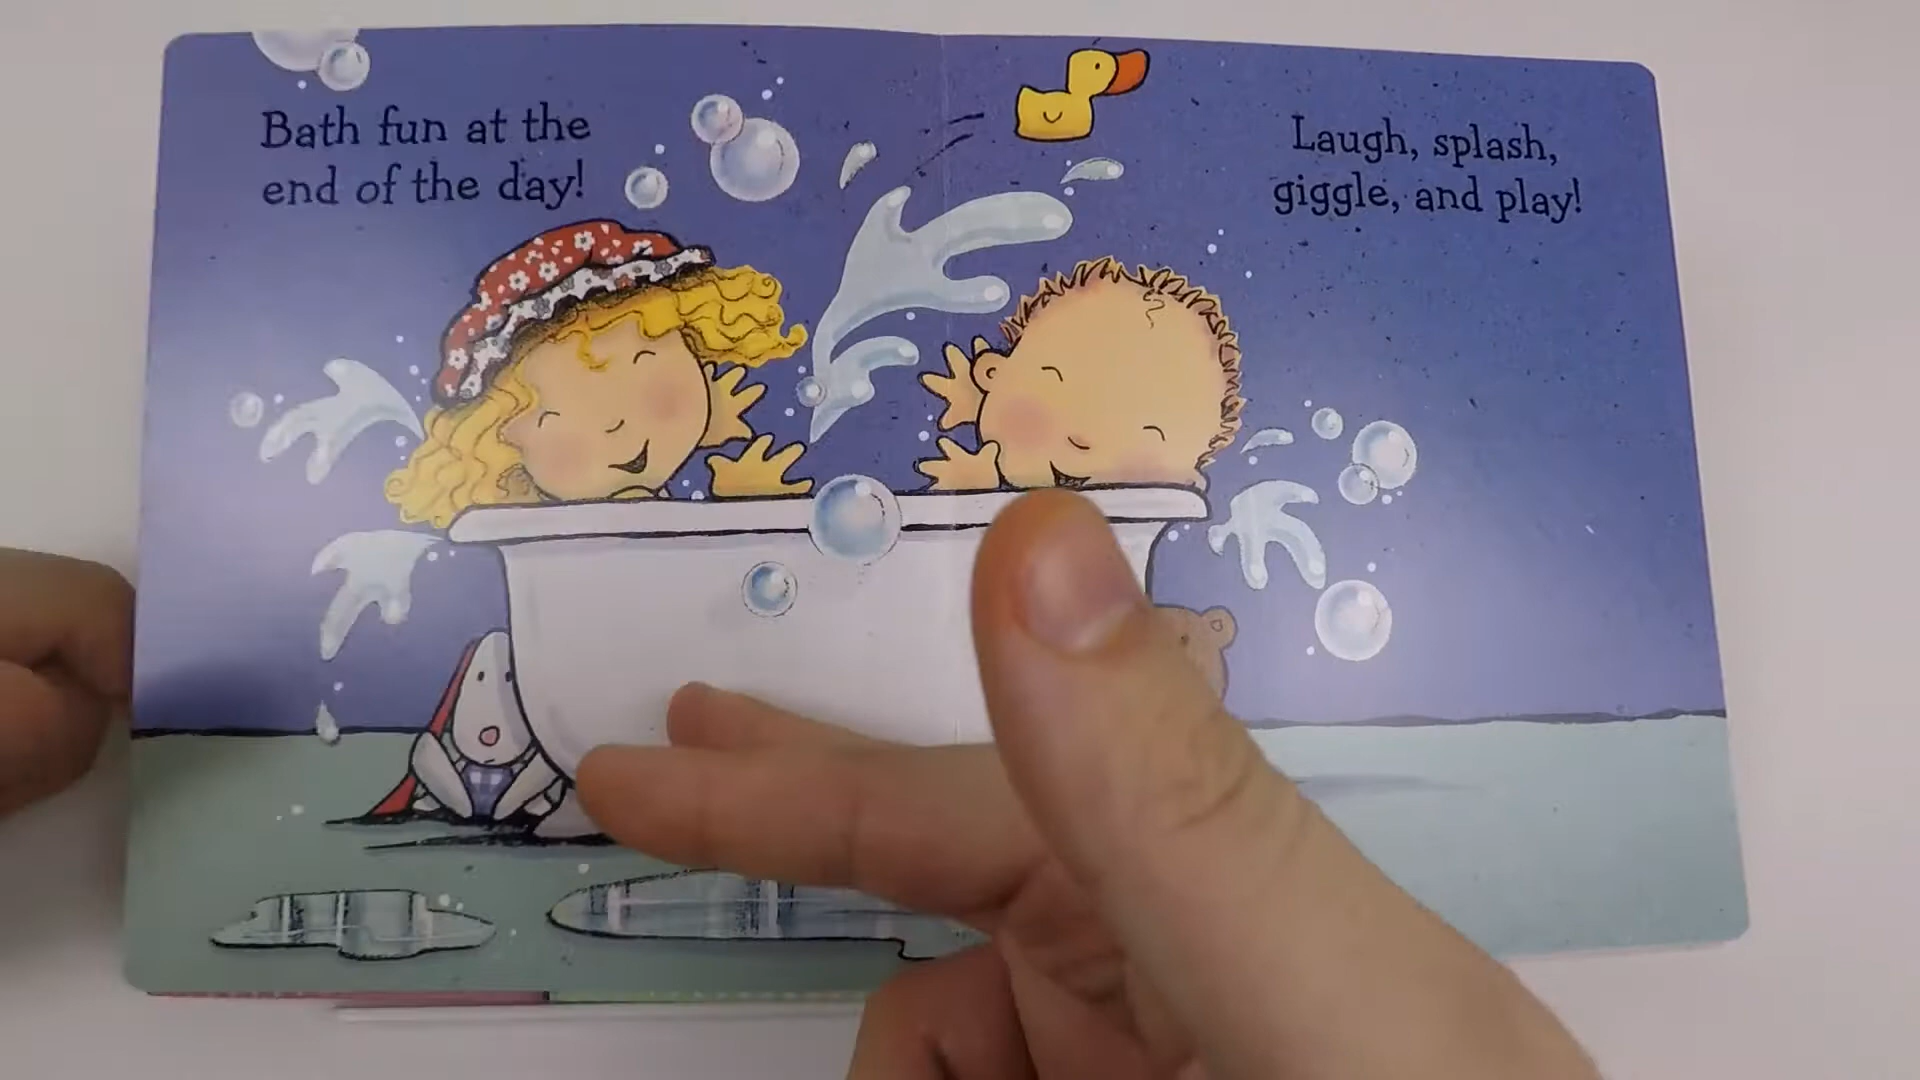 Bath fun at the
end of the day!
Laugh, splash,
giggle, and play!